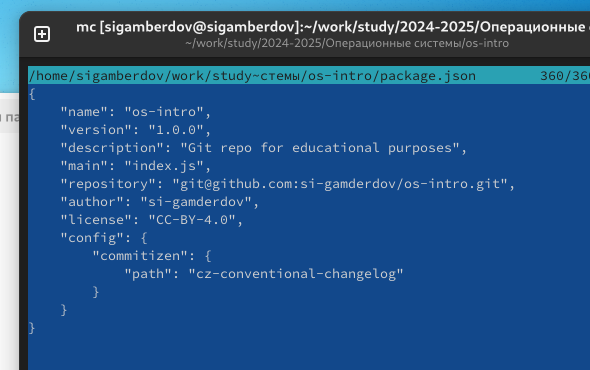 mc [sigamberdov@sigamberdov]:~/work/study/2024-2025/Операционные
~/work/study/2024-2025/Операционные системы/os-intro
/home/sigamberdov/work/study~стемы/os-intro/package.json 360/360
{
"name": "os-intro",
"version": "1.0.0",
"description": "Git repo for educational purposes",
"main": "index.js",
"repository": "git@github.com:si-gamderdov/os-intro.git",
"author": "si-gamderdov",
"license": "CC-BY-4.0",
"config": {
"commitizen": {
"path": "cz-conventional-changelog"
}
}
}